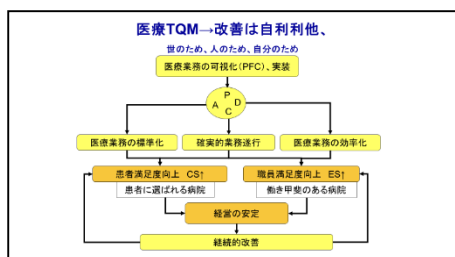 医療TQM→改善は自利利他、
世のため、人のため、自分のため
医療業務の可視化(PFC)、実装
P
A D
C
医療業務の標準化 確実的業務遂行 医療業務の効率化
患者満足度向上 CS↑ 職員満足度向上 ES↑
患者に選ばれる病院 働き甲斐のある病院
経営の安定
継続的改善